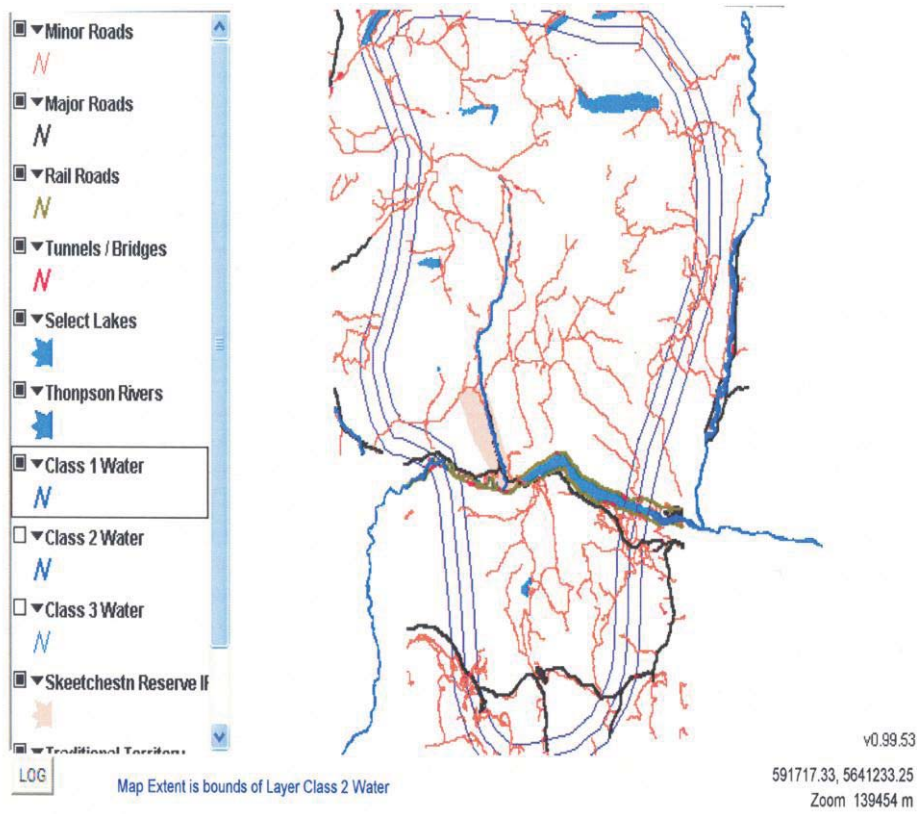 Minor Roads
Major Roads
Rail Roads
Tunnels / Bridges
Select Lakes
Thonpson Rivers
Class 1 Water
Class 2 Water
Class 3 Water
Skeetchestn Reserve IF
Traditional Territory
LOG
Map Extent is bounds of Layer Class 2 Water
v0.99.53
591717.33, 5641233.25
Zoom 139454 m